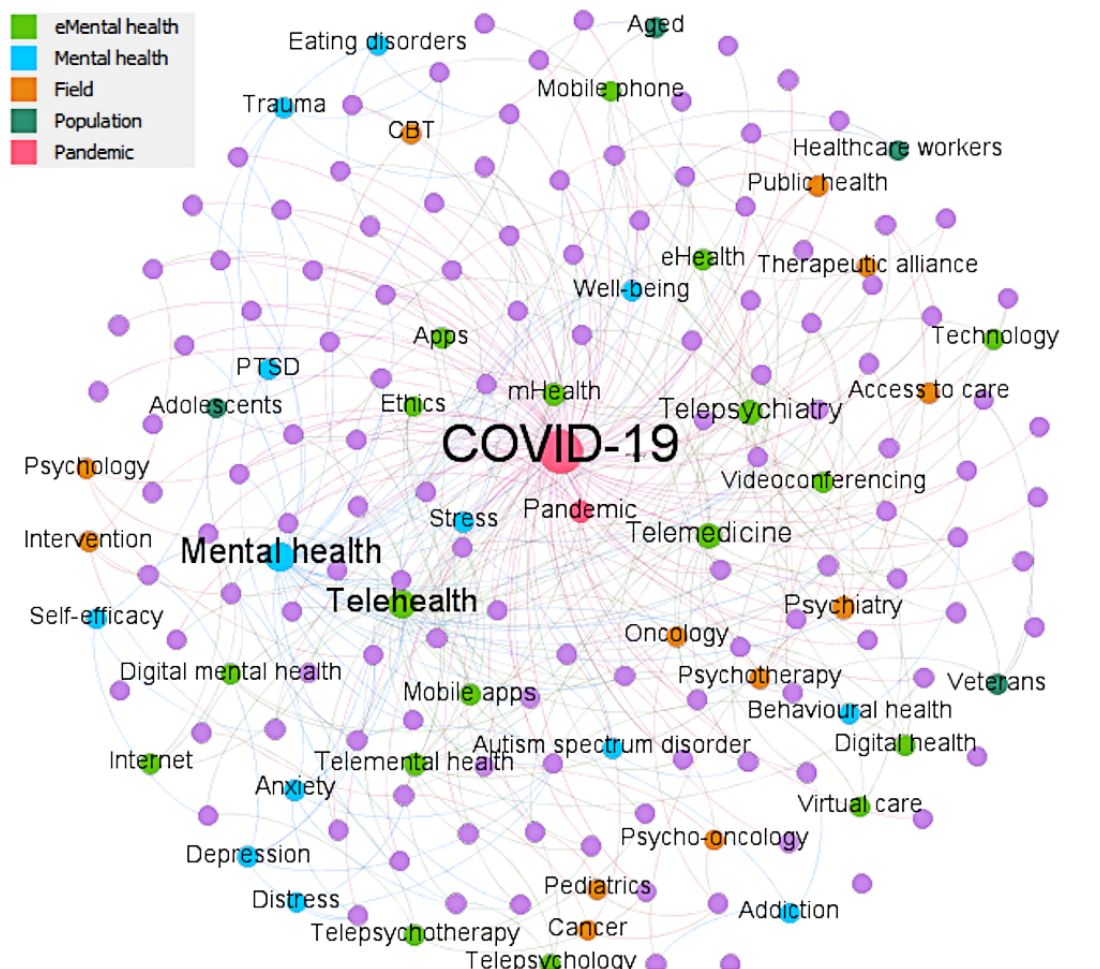 eMental health
Mental health
Field
Population
Pandemic
Aged
Eating disorders
Mobile phone
Trauma
CBT
Healthcare workers
Public health
eHealth
Therapeutic alliance
Well-being
Apps
Technology
PTSD
mHealth
Access to care
Adolescents
Ethics
Telepsychiatry
COVID-19
Psychology
Videoconferencing
Pandemic
Stress
Telemedicine
Intervention
Mental health
Telehealth
Psychiatry
Self-efficacy
Oncology
Digital mental health
Psychotherapy
Veterans
Mobile apps
Behavioural health
Autism spectrum disorder
Digital health
Internet
Telemental health
Anxiety
Virtual care
Psycho-oncology
Depression
Pediatrics
Distress
Addiction
Cancer
Telepsychotherapy
Telepsychology